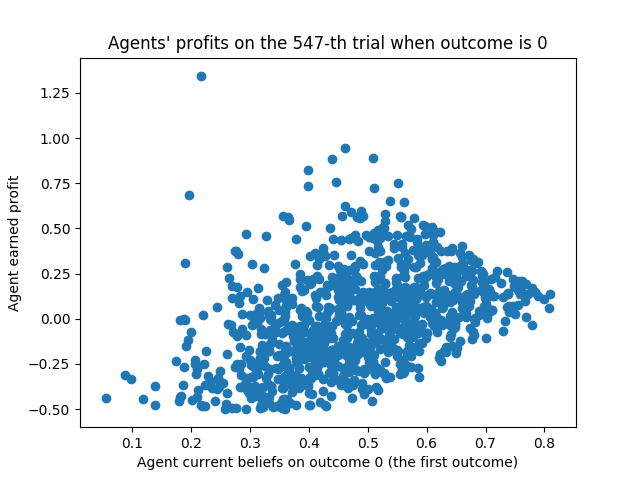 Agents' profits on the 547-th trial when outcome is 0
1.25
1.00
0.75
0.50
0.25
0.00
−0.25
−0.50
Agent earned profit
0.1 0.2 0.3 0.4 0.5 0.6 0.7 0.8
Agent current beliefs on outcome 0 (the first outcome)